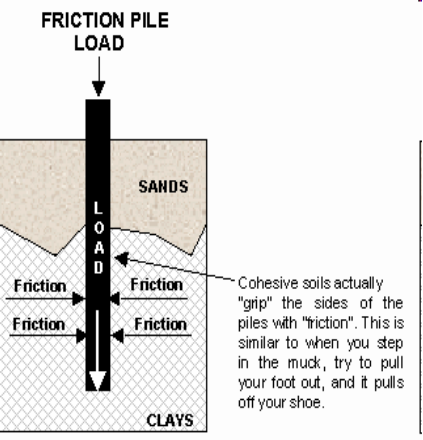 FRICTION PILE
LOAD
SANDS
LOAD
Friction Friction
Friction Friction
CLAYS
Cohesive soils actually
"grip" the sides of the
piles with "friction". This is
similar to when you step
in the muck, try to pull
your foot out, and it pulls
off your shoe.